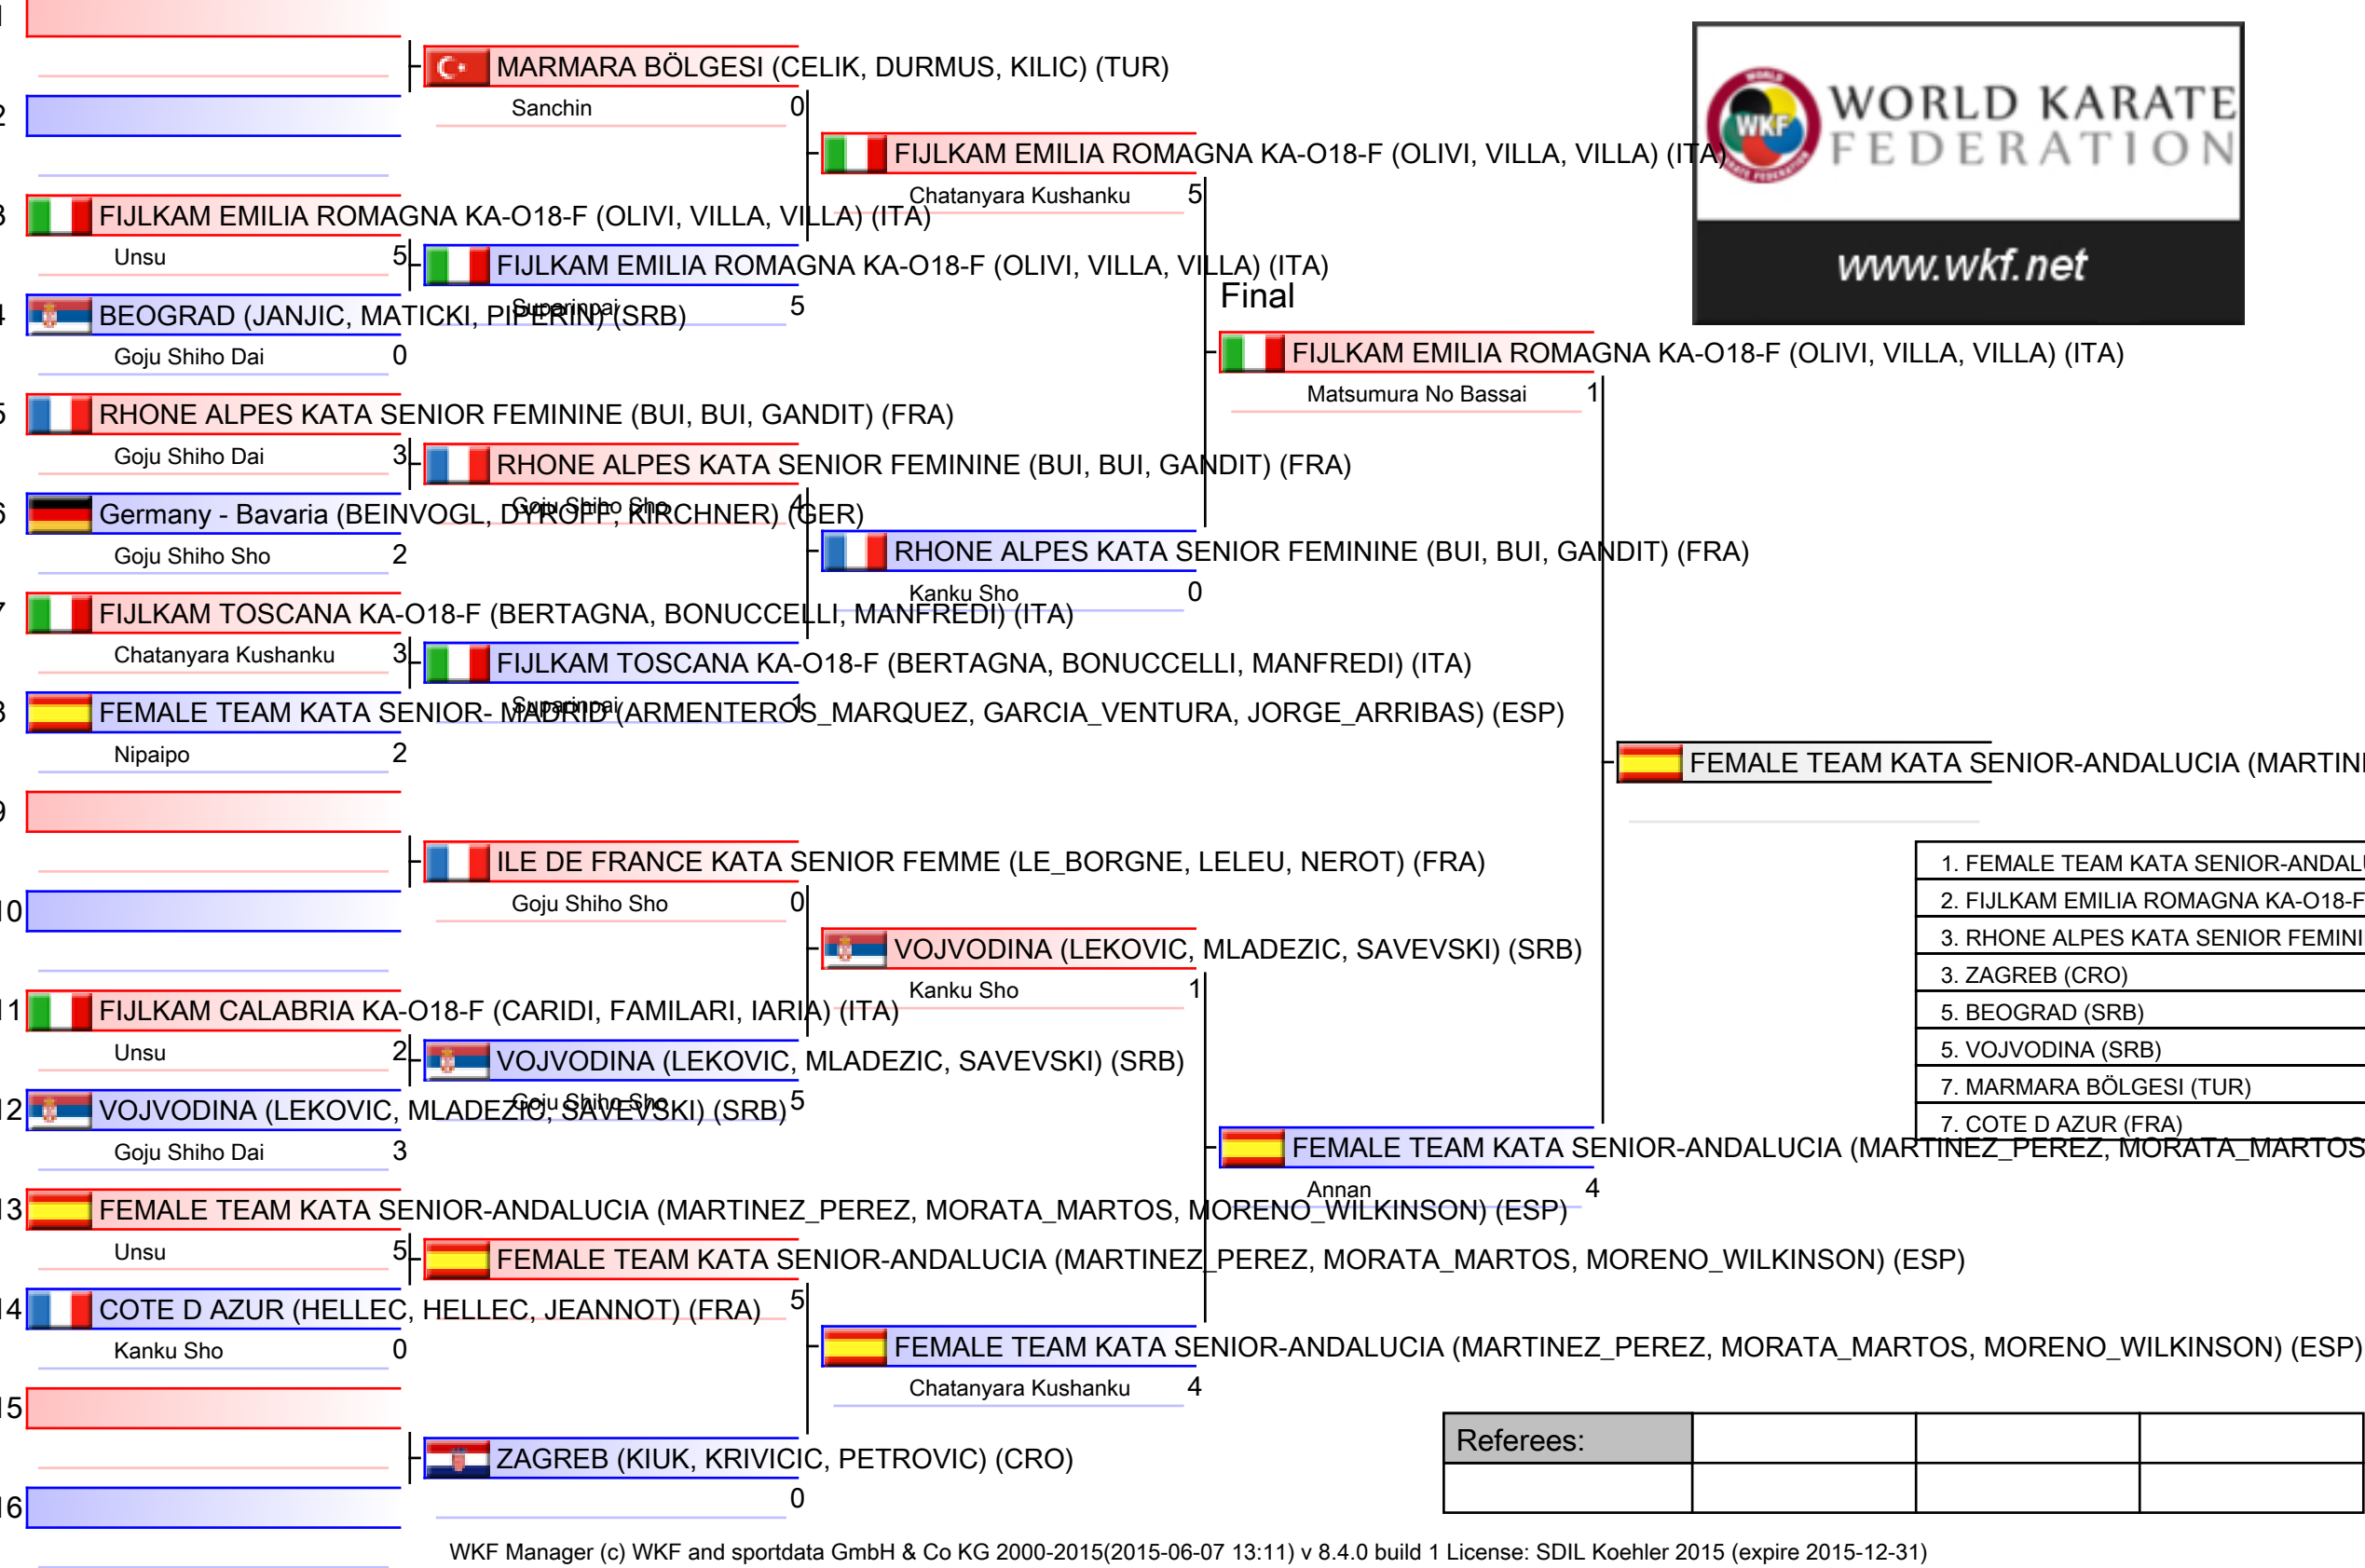 MARMARA BÖLGESI (CELIK, DURMUS, KILIC) (TUR)
Sanchin 0
2
FIJLKAM EMILIA ROMAGNA KA-O18-F (OLIVI, VILLA, VILLA) (ITA)
Chatanyara Kushanku 5
3 FIJLKAM EMILIA ROMAGNA KA-O18-F (OLIVI, VILLA, VILLA) (ITA)
Unsu 5
FIJLKAM EMILIA ROMAGNA KA-O18-F (OLIVI, VILLA, VILLA) (ITA)
Suparinpai 5
4 BEOGRAD (JANJIC, MATICKI, PIPERIN) (SRB)
Goju Shiho Dai 0
Final
FIJLKAM EMILIA ROMAGNA KA-O18-F (OLIVI, VILLA, VILLA) (ITA)
Matsumura No Bassai 1
5 RHONE ALPES KATA SENIOR FEMININE (BUI, BUI, GANDIT) (FRA)
Goju Shiho Dai 3
RHONE ALPES KATA SENIOR FEMININE (BUI, BUI, GANDIT) (FRA)
Goju Shiho Sho 4
6 Germany - Bavaria (BEINVOGL, DYROFF, KIRCHNER) (GER)
Goju Shiho Sho 2
RHONE ALPES KATA SENIOR FEMININE (BUI, BUI, GANDIT) (FRA)
Kanku Sho 0
7 FIJLKAM TOSCANA KA-O18-F (BERTAGNA, BONUCCELLI, MANFREDI) (ITA)
Chatanyara Kushanku 3
FIJLKAM TOSCANA KA-O18-F (BERTAGNA, BONUCCELLI, MANFREDI) (ITA)
Suparinpai 1
8 FEMALE TEAM KATA SENIOR- MADRID (ARMENTEROS_MARQUEZ, GARCIA_VENTURA, JORGE_ARRIBAS) (ESP)
Nipaipo 2
FEMALE TEAM KATA SENIOR-ANDALUCIA (MARTIN
9
ILE DE FRANCE KATA SENIOR FEMME (LE_BORGNE, LELEU, NEROT) (FRA)
Goju Shiho Sho 0
10
VOJVODINA (LEKOVIC, MLADEZIC, SAVEVSKI) (SRB)
Kanku Sho 1
11 FIJLKAM CALABRIA KA-O18-F (CARIDI, FAMILARI, IARIA) (ITA)
Unsu 2
VOJVODINA (LEKOVIC, MLADEZIC, SAVEVSKI) (SRB)
Goju Shiho Sho 5
12 VOJVODINA (LEKOVIC, MLADEZIC, SAVEVSKI) (SRB)
Goju Shiho Dai 3
FEMALE TEAM KATA SENIOR-ANDALUCIA (MARTINEZ_PEREZ, MORATA_MARTOS
Annan 4
13 FEMALE TEAM KATA SENIOR-ANDALUCIA (MARTINEZ_PEREZ, MORATA_MARTOS, MORENO_WILKINSON) (ESP)
Unsu 5
FEMALE TEAM KATA SENIOR-ANDALUCIA (MARTINEZ_PEREZ, MORATA_MARTOS, MORENO_WILKINSON) (ESP)
5
14 COTE D AZUR (HELLEC, HELLEC, JEANNOT) (FRA)
Kanku Sho 0
FEMALE TEAM KATA SENIOR-ANDALUCIA (MARTINEZ_PEREZ, MORATA_MARTOS, MORENO_WILKINSON) (ESP)
Chatanyara Kushanku 4
15
ZAGREB (KIUK, KRIVICIC, PETROVIC) (CRO)
0
16
WORLD KARATE
FEDERATION
WKF
www.wkf.net
1. FEMALE TEAM KATA SENIOR-ANDAL
2. FIJLKAM EMILIA ROMAGNA KA-O18-F
3. RHONE ALPES KATA SENIOR FEMINI
3. ZAGREB (CRO)
5. BEOGRAD (SRB)
5. VOJVODINA (SRB)
7. MARMARA BÖLGESI (TUR)
7. COTE D AZUR (FRA)
Referees:
WKF Manager (c) WKF and sportdata GmbH & Co KG 2000-2015(2015-06-07 13:11) v 8.4.0 build 1 License: SDIL Koehler 2015 (expire 2015-12-31)